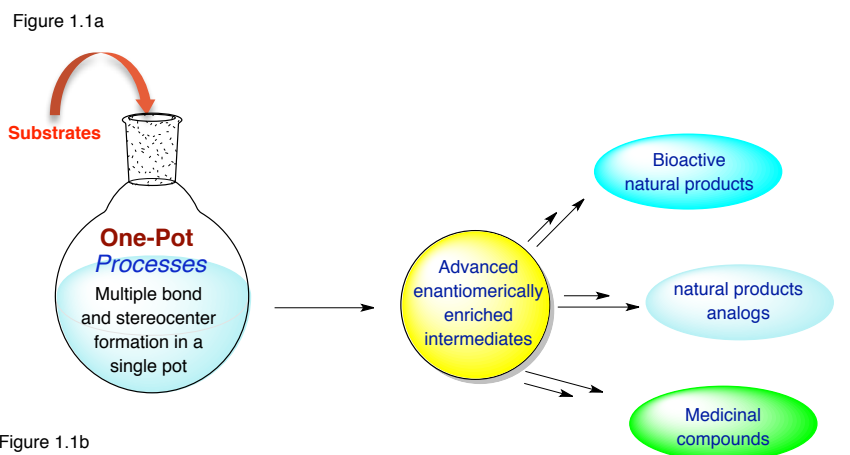 Figure 1.1a
Substrates
One-Pot
Processes
Multiple bond
and stereocenter
formation in a
single pot
Advanced
enantiomerically
enriched
intermediates
Bioactive
natural products
natural products
analogs
Medicinal
compounds
Figure 1.1b